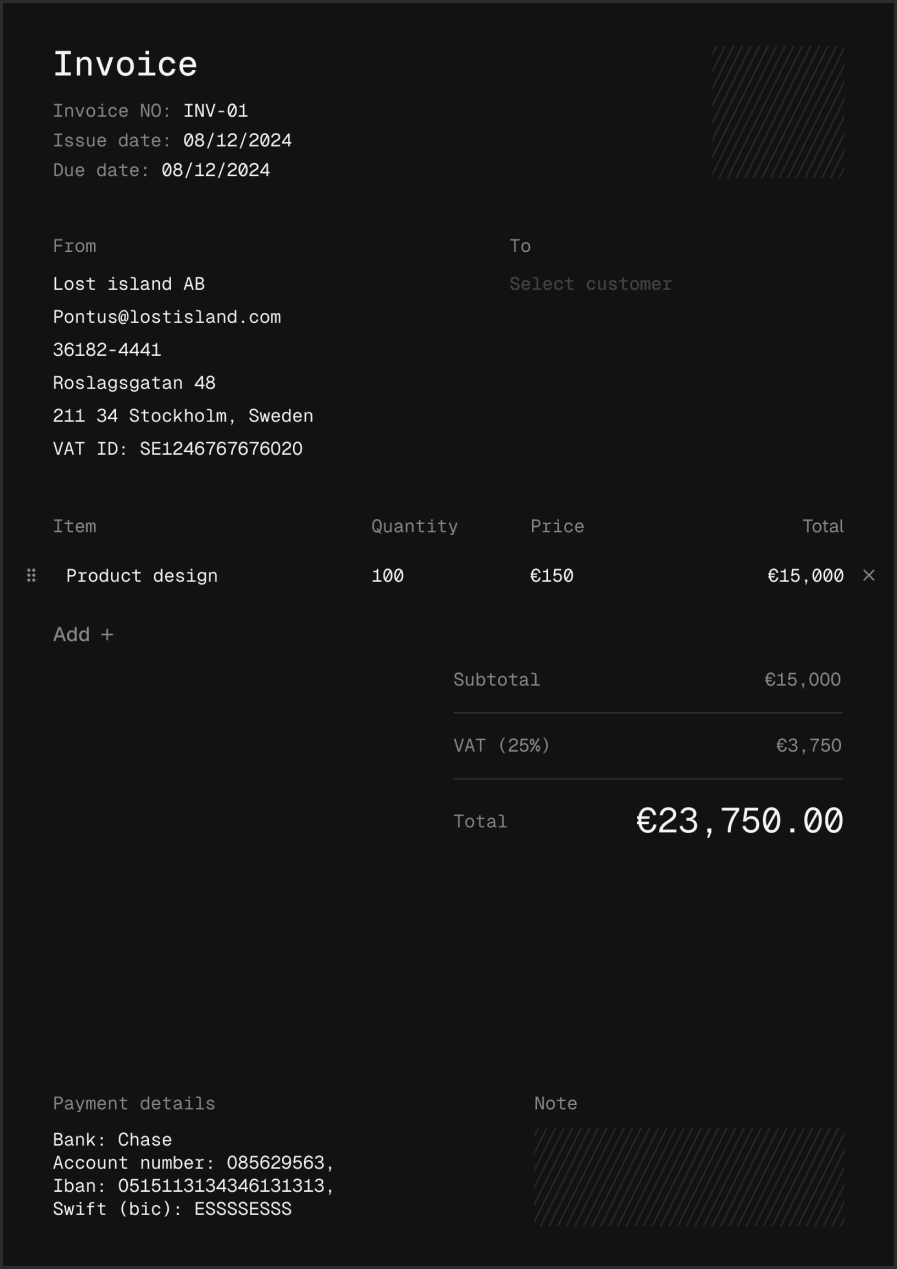 Invoice
Invoice NO: INV-01
Issue date: 08/12/2024
Due date: 08/12/2024
From
Lost island AB
Pontus@lostisland.com
36182-4441
Roslagsgatan 48
211 34 Stockholm, Sweden
VAT ID: SE1246767676020
To
Select customer
Item Quantity Price Total
Product design 100 €150 €15,000
Add +
Subtotal €15,000
VAT (25%) €3,750
Total €23,750.00
Payment details
Bank: Chase
Account number: 085629563,
Iban: 0515113134346131313,
Swift (bic): ESSSSESSS
Note